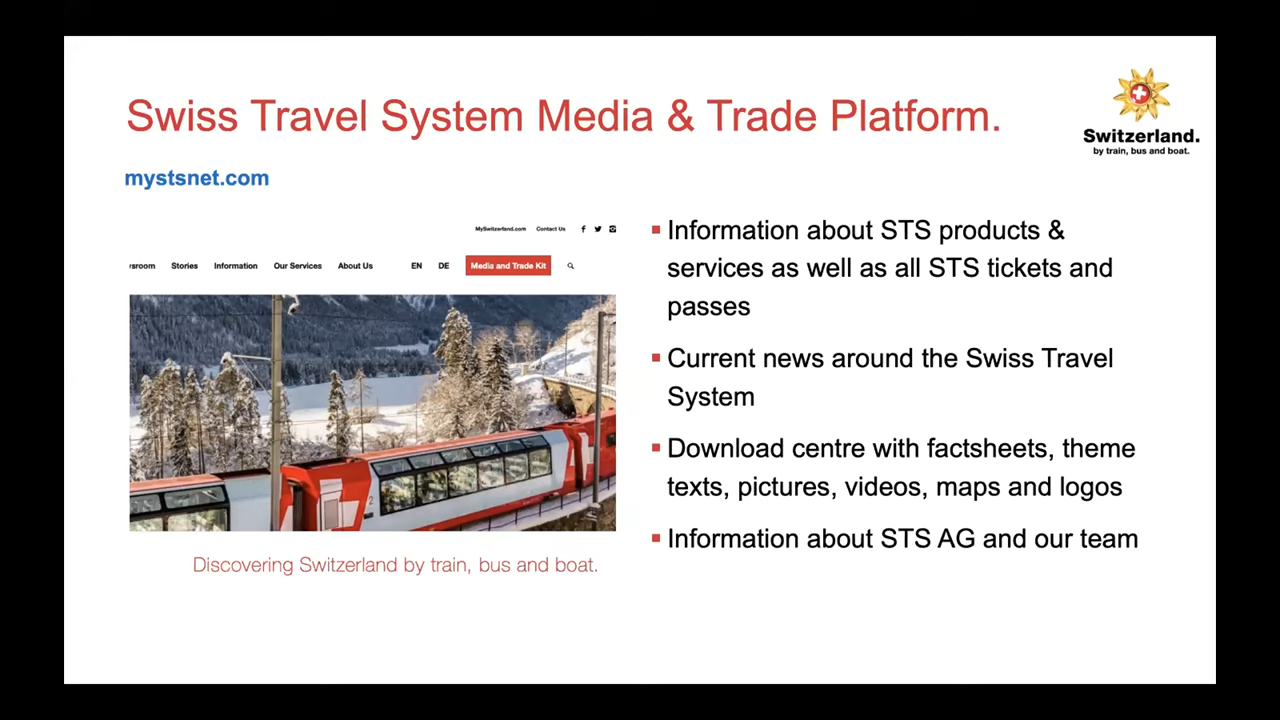 Swiss Travel System Media & Trade Platform.
Switzerland.
by train, bus and boat.
mystsnet.com
MySwitzerland.com Contact Us
sroom Stories Information Our Services About Us EN DE Media and Trade Kit
2
Discovering Switzerland by train, bus and boat.
Information about STS products &
services as well as all STS tickets and
passes
Current news around the Swiss Travel
System
Download centre with factsheets, theme
texts, pictures, videos, maps and logos
Information about STS AG and our team